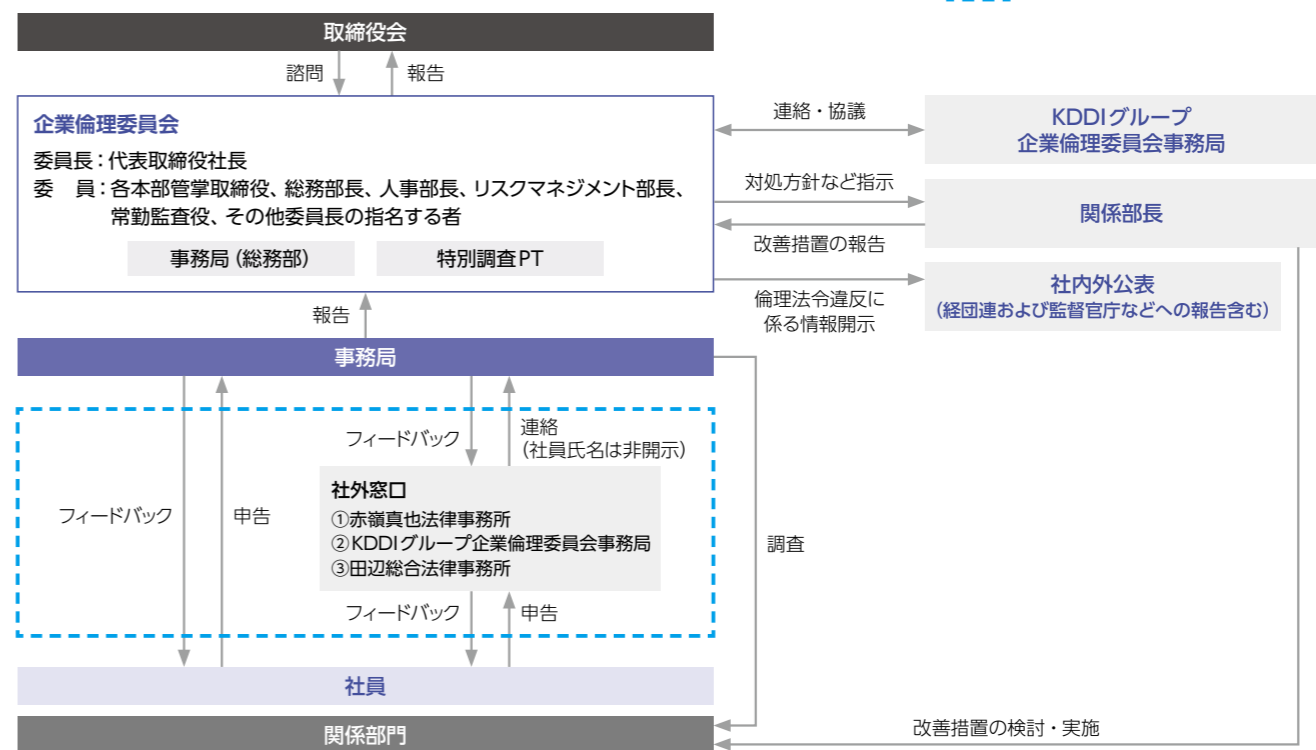 取締役会
諮問
報告
企業倫理委員会
委員長：代表取締役社長
委　員：各本部管掌取締役、総務部長、人事部長、リスクマネジメント部長、
常勤監査役、その他委員長の指名する者
事務局（総務部）
特別調査PT
連絡・協議
KDDIグループ
企業倫理委員会事務局
対処方針など指示
関係部長
改善措置の報告
倫理法令違反に
係る情報開示
社内外公表
（経団連および監督官庁などへの報告含む）
報告
事務局
フィードバック
連絡
（社員氏名は非開示）
フィードバック
申告
社外窓口
①赤嶺真也法律事務所
②KDDIグループ企業倫理委員会事務局
③田辺総合法律事務所
調査
フィードバック
申告
社員
関係部門
改善措置の検討・実施